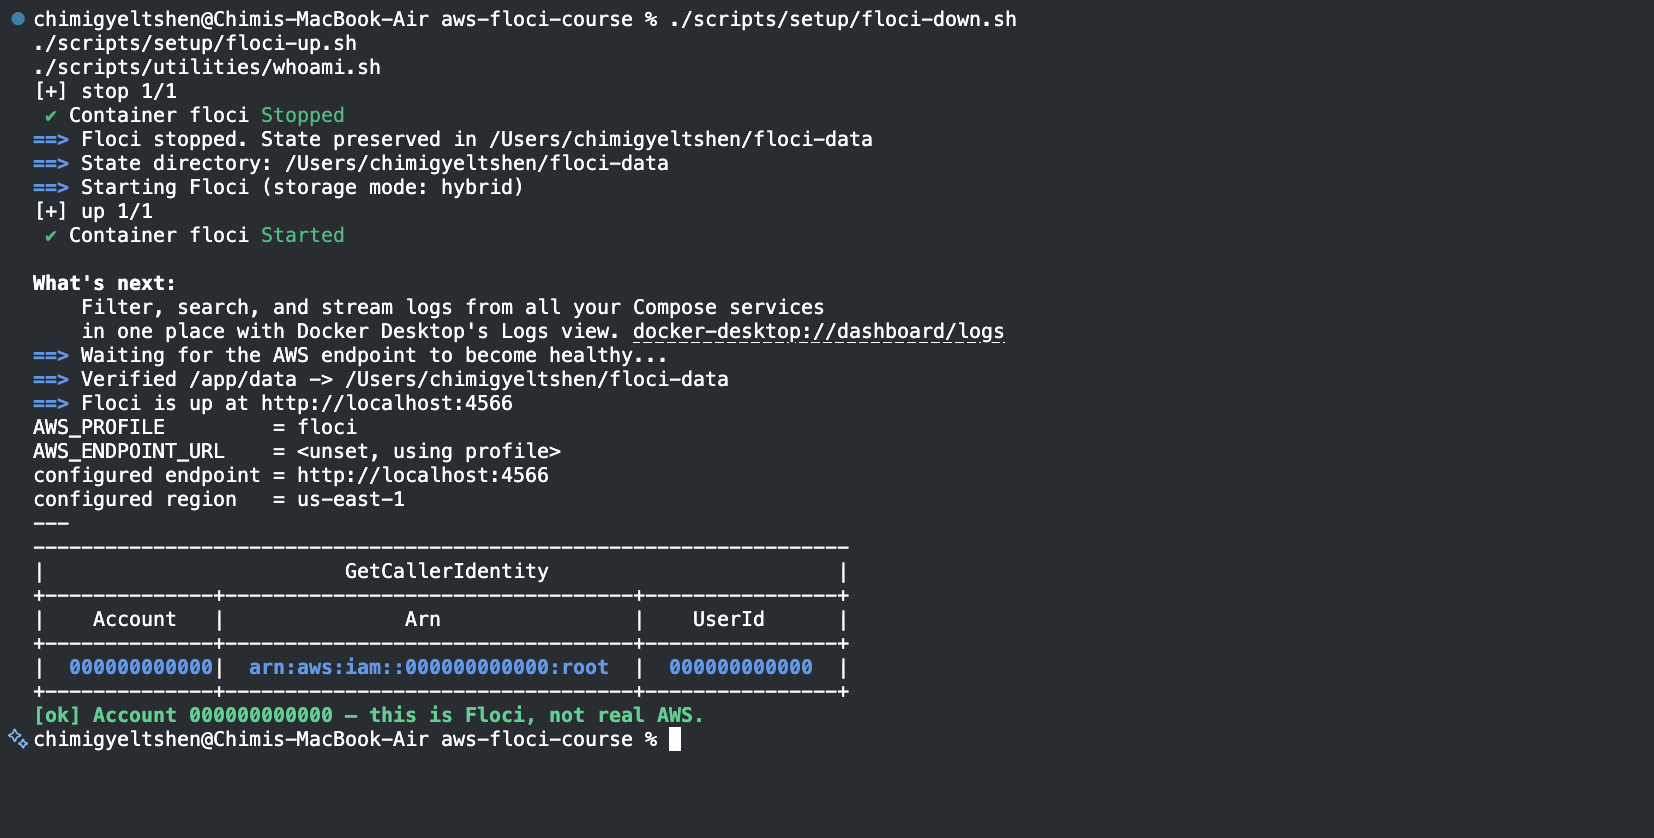 chimigyeltshen@Chimis-MacBook-Air aws-floci-course % ./scripts/setup/floci-down.sh
./scripts/setup/floci-up.sh
./scripts/utilities/whoami.sh
[+] stop 1/1
 ✔ Container floci Stopped
==> Floci stopped. State preserved in /Users/chimigyeltshen/floci-data
==> State directory: /Users/chimigyeltshen/floci-data
==> Starting Floci (storage mode: hybrid)
[+] up 1/1
 ✔ Container floci Started
What's next:
    Filter, search, and stream logs from all your Compose services
    in one place with Docker Desktop's Logs view. docker-desktop://dashboard/logs
==> Waiting for the AWS endpoint to become healthy...
==> Verified /app/data -> /Users/chimigyeltshen/floci-data
==> Floci is up at http://localhost:4566
AWS_PROFILE         = floci
AWS_ENDPOINT_URL    = <unset, using profile>
configured endpoint = http://localhost:4566
configured region   = us-east-1
---
--------------------------------------------------------------------
|                         GetCallerIdentity                        |
+--------------+----------------------------------+----------------+
|    Account   |               Arn                |    UserId      |
+--------------+----------------------------------+----------------+
|  000000000000|  arn:aws:iam::000000000000:root  |  000000000000  |
+--------------+----------------------------------+----------------+
[ok] Account 000000000000 — this is Floci, not real AWS.
chimigyeltshen@Chimis-MacBook-Air aws-floci-course %